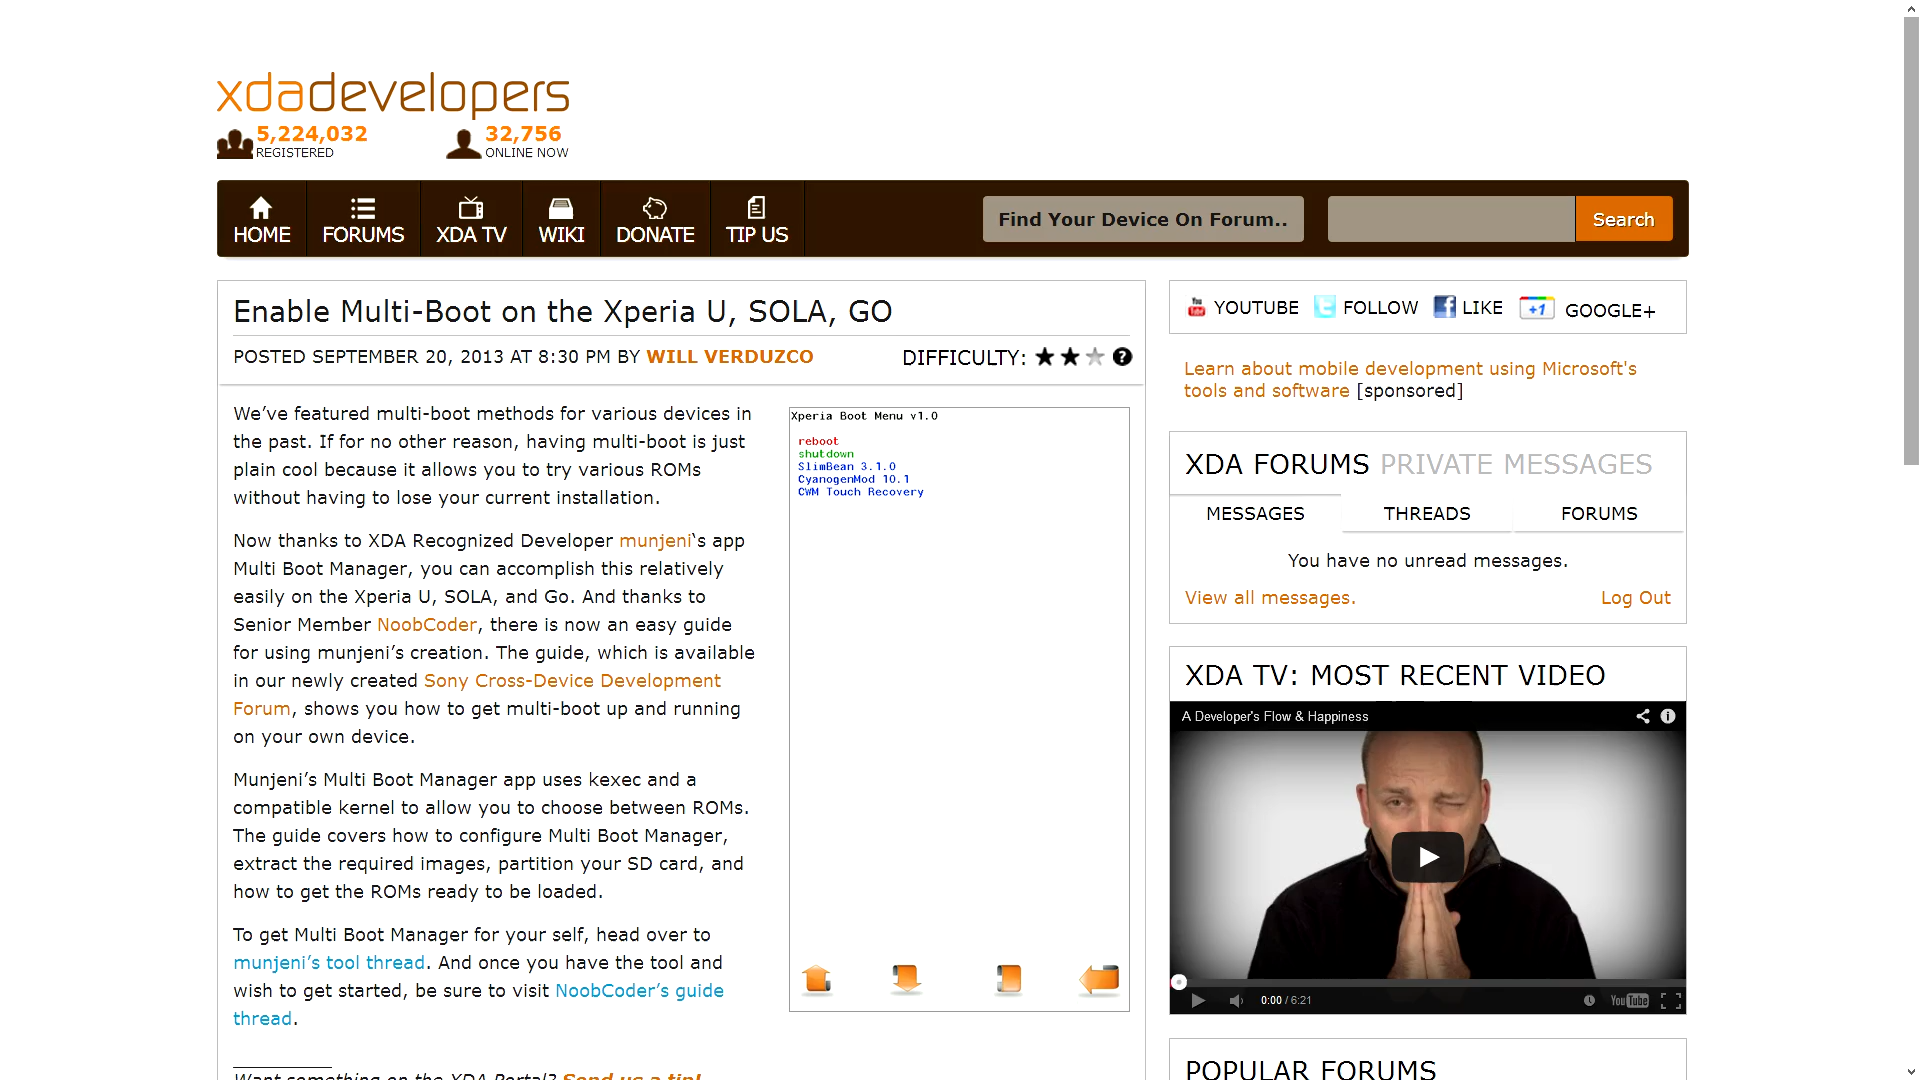 xdadevelopers
5,224,032
REGISTERED
32,756
ONLINE NOW
HOME
FORUMS
XDA TV
WIKI
DONATE
TIP US
Find Your Device On Forum..
Search
Enable Multi-Boot on the Xperia U, SOLA, GO
POSTED SEPTEMBER 20, 2013 AT 8:30 PM BY WILL VERDUZCO
DIFFICULTY:
We’ve featured multi-boot methods for various devices in
the past. If for no other reason, having multi-boot is just
plain cool because it allows you to try various ROMs
without having to lose your current installation.
Now thanks to XDA Recognized Developer munjeni‘s app
Multi Boot Manager, you can accomplish this relatively
easily on the Xperia U, SOLA, and Go. And thanks to
Senior Member NoobCoder, there is now an easy guide
for using munjeni’s creation. The guide, which is available
in our newly created Sony Cross-Device Development
Forum, shows you how to get multi-boot up and running
on your own device.
Munjeni’s Multi Boot Manager app uses kexec and a
compatible kernel to allow you to choose between ROMs.
The guide covers how to configure Multi Boot Manager,
extract the required images, partition your SD card, and
how to get the ROMs ready to be loaded.
To get Multi Boot Manager for your self, head over to
munjeni’s tool thread. And once you have the tool and
wish to get started, be sure to visit NoobCoder’s guide
thread.
Want something on the XDA Portal? Send us a tip!
Xperia Boot Menu v1.0
reboot
shutdown
SlimBean 3.1.0
CyanogenMod 10.1
CWM Touch Recovery
You Tube YOUTUBE
t FOLLOW
f LIKE
+1 GOOGLE+
Learn about mobile development using Microsoft's
tools and software [sponsored]
XDA FORUMS PRIVATE MESSAGES
MESSAGES
THREADS
FORUMS
You have no unread messages.
View all messages.
Log Out
XDA TV: MOST RECENT VIDEO
A Developer's Flow & Happiness
0:00 / 6:21
YouTube
POPULAR FORUMS